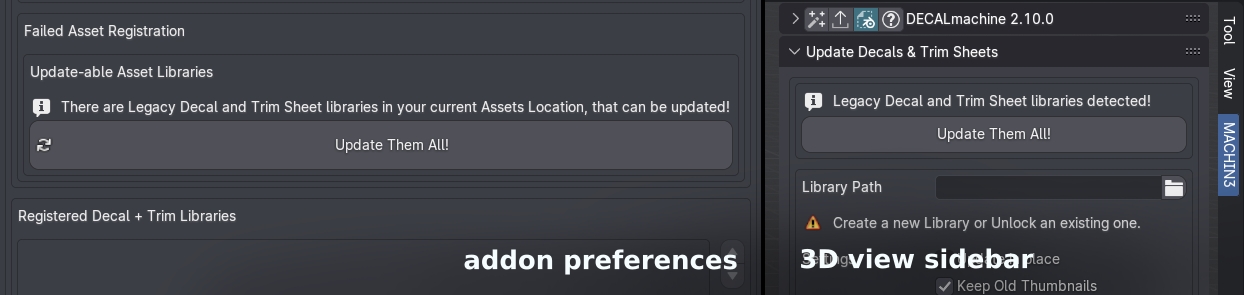 Failed Asset Registration
Update-able Asset Libraries
There are Legacy Decal and Trim Sheet libraries in your current Assets Location, that can be updated!
Update Them All!
Registered Decal + Trim Libraries
addon preferences
DECALmachine 2.10.0
Update Decals & Trim Sheets
Legacy Decal and Trim Sheet libraries detected!
Update Them All!
Library Path
Create a new Library or Unlock an existing one.
3D view sidebar
Keep Old Thumbnails
Tool
View
MACHIN3